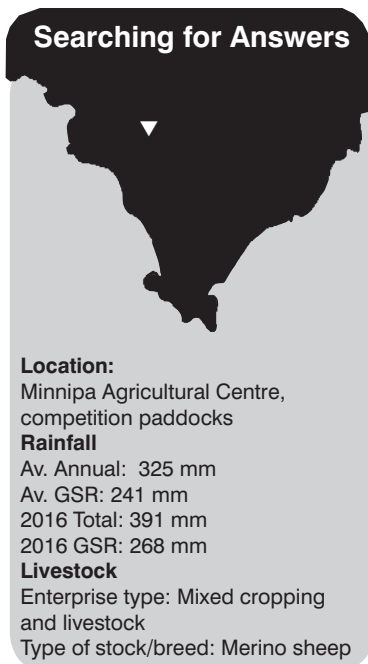 Searching for Answers
Location:
Minnipa Agricultural Centre,
competition paddocks
Rainfall
Av. Annual:  325 mm
Av. GSR: 241 mm
2016 Total: 391 mm
2016 GSR: 268 mm
Livestock
Enterprise type: Mixed cropping
and livestock
Type of stock/breed: Merino sheep